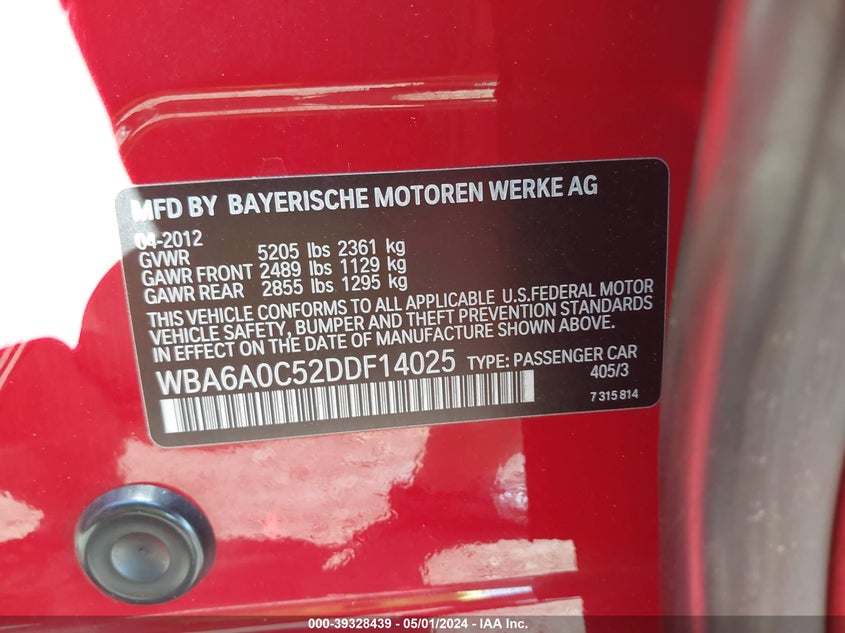 MFD BY BAYERISCHE MOTOREN WERKE AG
04-2012
GVWR 5205 lbs 2361 kg
GAWR FRONT 2489 lbs 1129 kg
GAWR REAR 2855 lbs 1295 kg
THIS VEHICLE CONFORMS TO ALL APPLICABLE U.S.FEDERAL MOTOR
VEHICLE SAFETY, BUMPER AND THEFT PREVENTION STANDARDS
IN EFFECT ON THE DATE OF MANUFACTURE SHOWN ABOVE.
WBA6A0C52DDF14025 TYPE: PASSENGER CAR
405/3
7 315 814
000-39328439 - 05/01/2024 - IAA Inc.